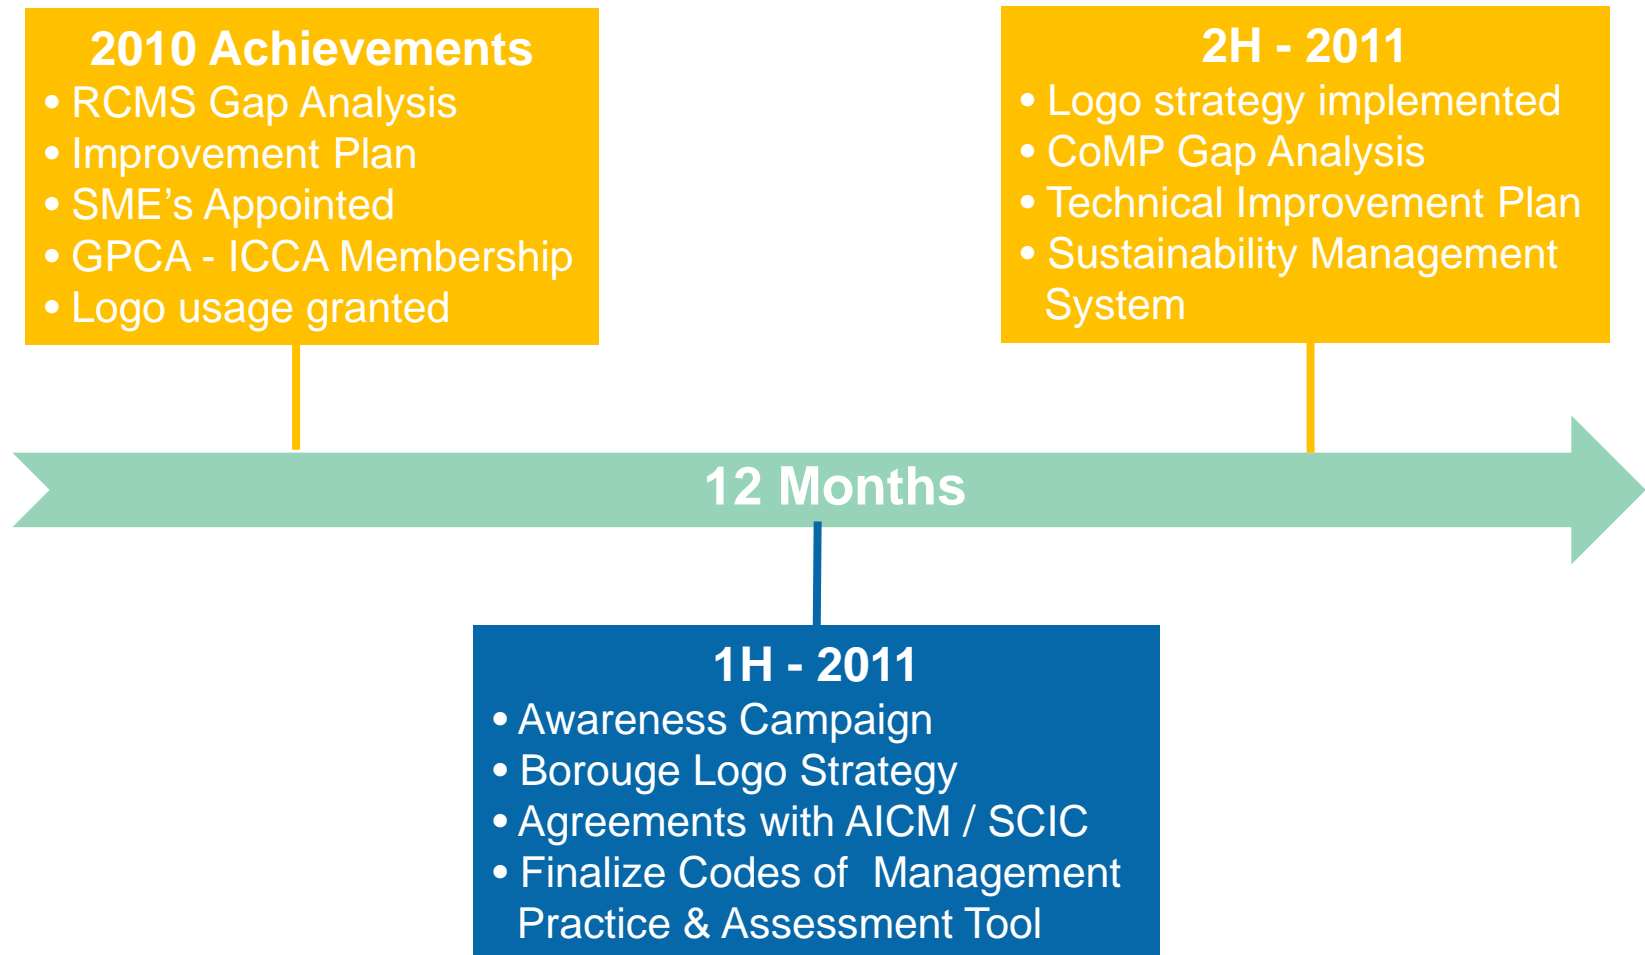 2010 Achievements
• RCMS Gap Analysis
• Improvement Plan
• SME’s Appointed
• GPCA - ICCA Membership
• Logo usage granted
2H - 2011
• Logo strategy implemented
• CoMP Gap Analysis
• Technical Improvement Plan
• Sustainability Management
System
12 Months
1H - 2011
• Awareness Campaign
• Borouge Logo Strategy
• Agreements with AICM / SCIC
• Finalize Codes of  Management
Practice & Assessment Tool